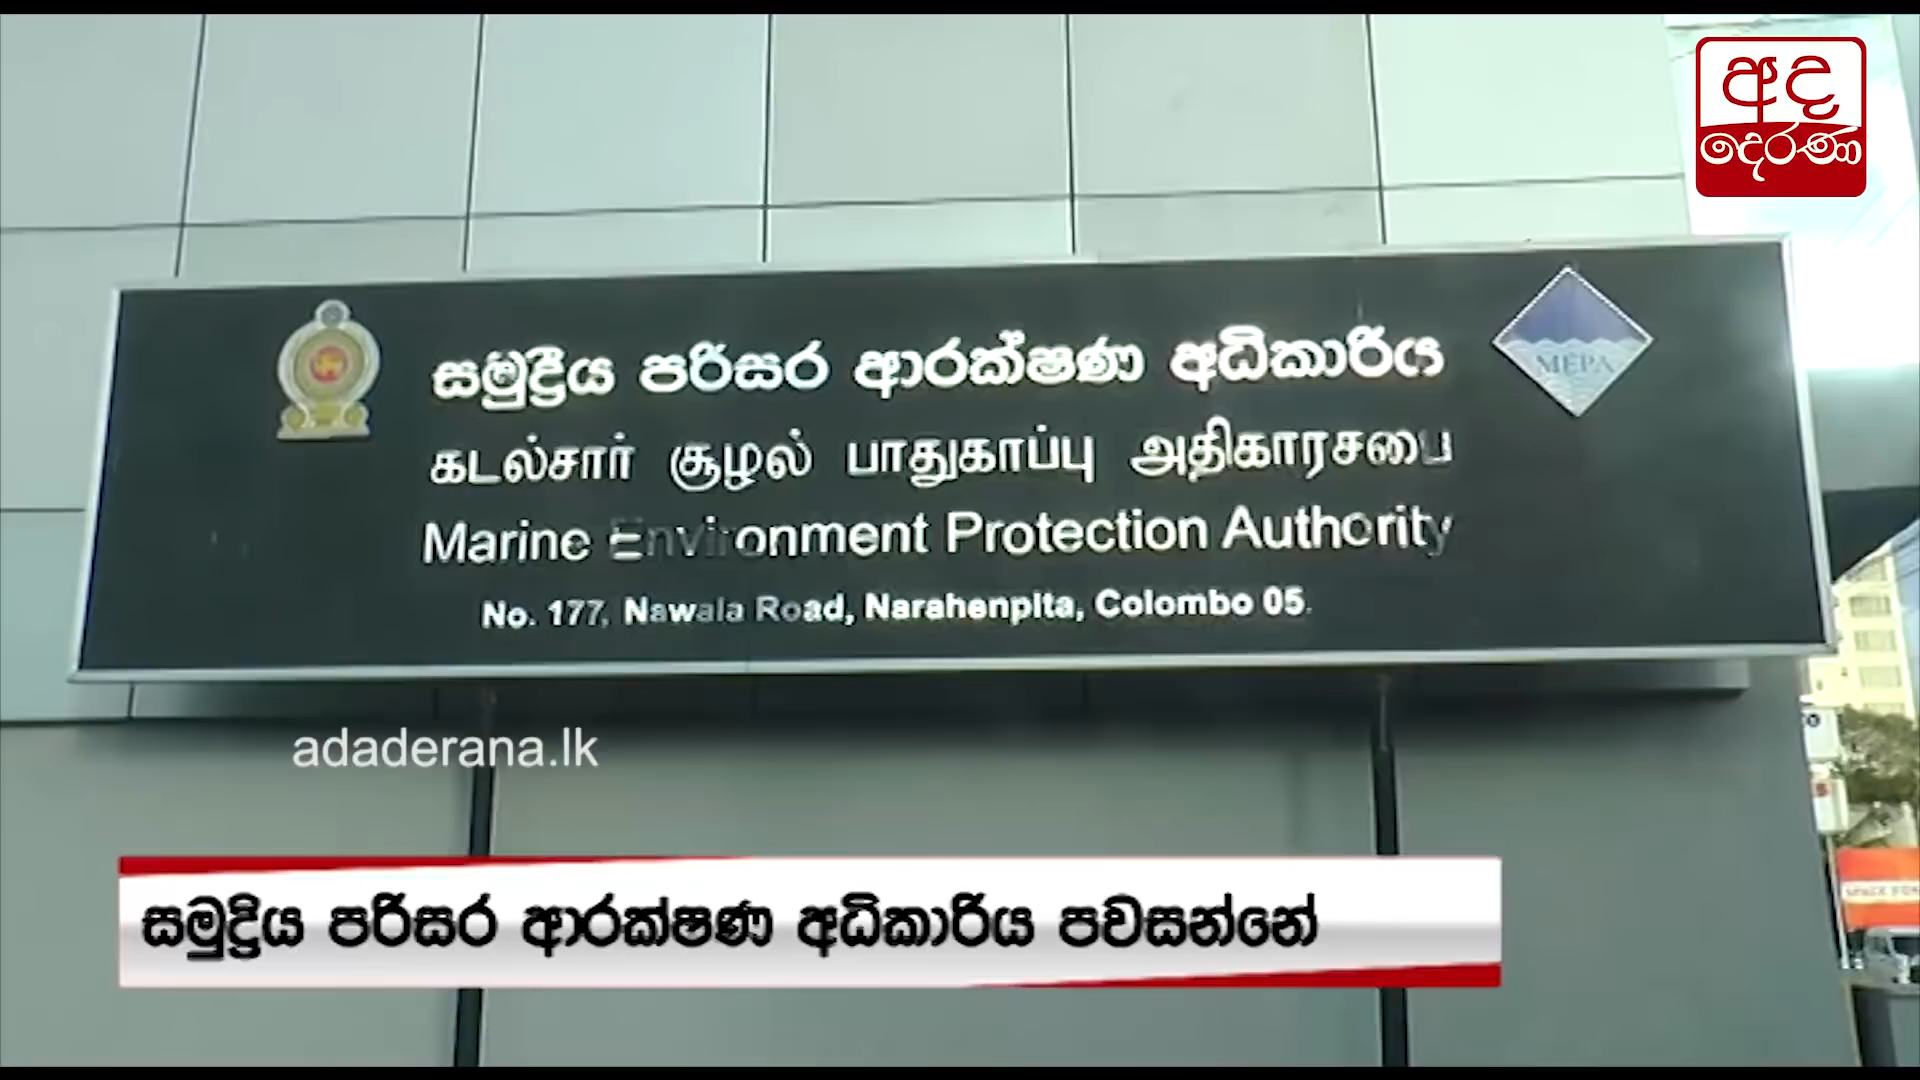 අද
දෙරණ
සමුද්‍රීය පරිසර ආරක්ෂණ අධිකාරිය
MEPA
கடல்சார் சூழல் பாதுகாப்பு அதிகாரசபை
Marine Environment Protection Authority
No. 177, Nawala Road, Narahenpita, Colombo 05.
adaderana.lk
සමුද්‍රිය පරිසර ආරක්ෂණ අධිකාරිය පවසන්නේ